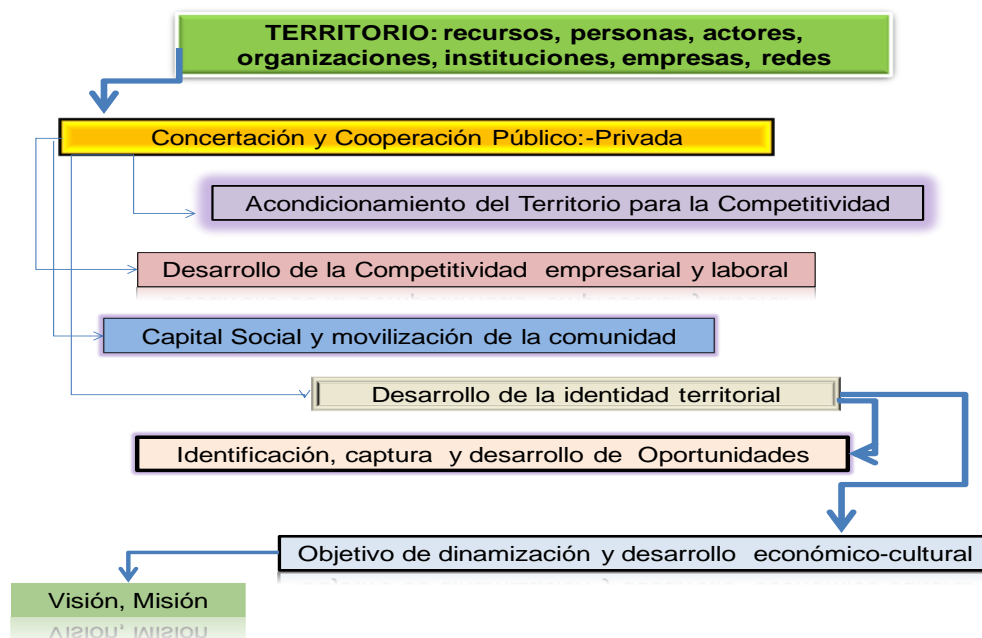 TERRITORIO: recursos, personas, actores,
organizaciones, instituciones, empresas, redes
Concertación y Cooperación Público:-Privada
Acondicionamiento del Territorio para la Competitividad
Desarrollo de la Competitividad empresarial y laboral
Capital Social y movilización de la comunidad
Desarrollo de la identidad territorial
Identificación, captura y desarrollo de Oportunidades
Objetivo de dinamización y desarrollo económico-cultural
Visión, Misión